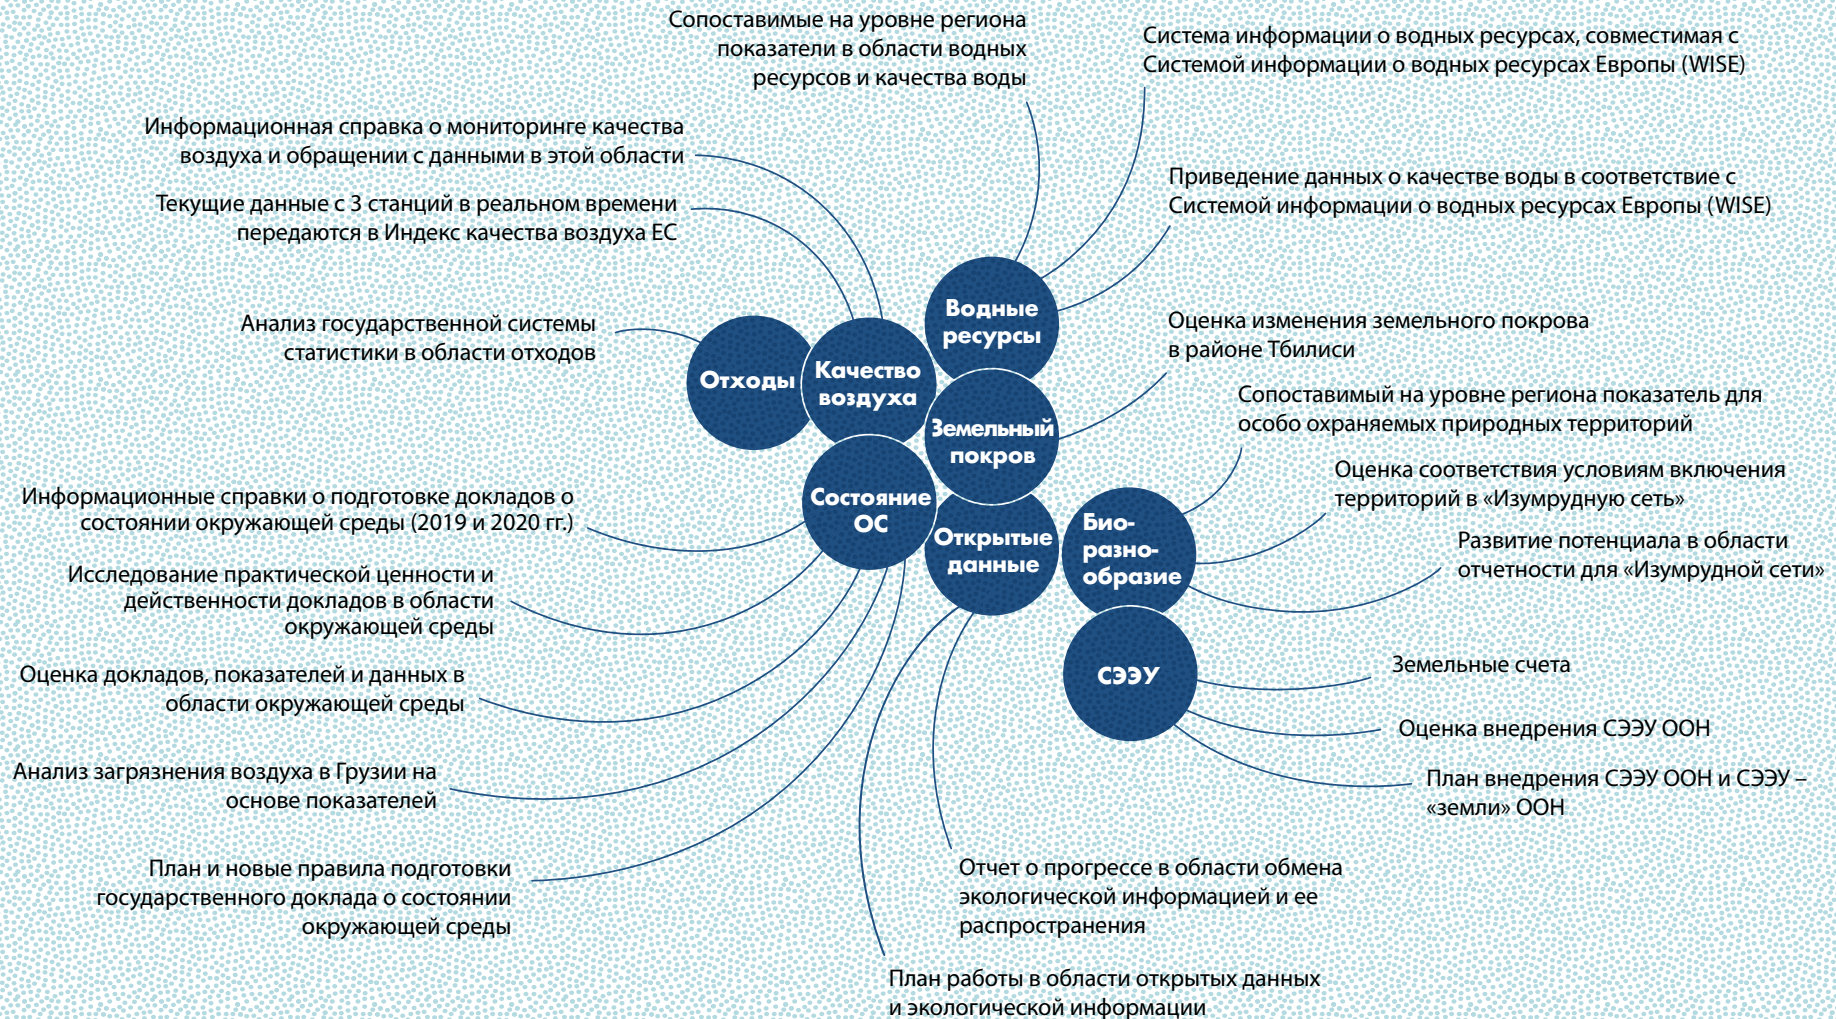 Сопоставимые на уровне региона
показатели в области водных
ресурсов и качества воды
Система информации о водных ресурсах, совместимая с
Системой информации о водных ресурсах Европы (WISE)
Информационная справка о мониторинге качества
воздуха и обращении с данными в этой области
Текущие данные с 3 станций в реальном времени
передаются в Индекс качества воздуха ЕС
Приведение данных о качестве воды в соответствие с
Системой информации о водных ресурсах Европы (WISE)
Анализ государственной системы
статистики в области отходов
Оценка изменения земельного покрова
в районе Тбилиси
Водные
ресурсы
Отходы
Качество
воздуха
Земельный
покров
Состояние
ОС
Открытые
данные
Био-
разно-
образие
СЭЭУ
Сопоставимый на уровне региона показатель для
особо охраняемых природных территорий
Оценка соответствия условиям включения
территорий в «Изумрудную сеть»
Развитие потенциала в области
отчетности для «Изумрудной сети»
Информационные справки о подготовке докладов о
состоянии окружающей среды (2019 и 2020 гг.)
Исследование практической ценности и
действенности докладов в области
окружающей среды
Оценка докладов, показателей и данных в
области окружающей среды
Анализ загрязнения воздуха в Грузии на
основе показателей
План и новые правила подготовки
государственного доклада о состоянии
окружающей среды
Земельные счета
Оценка внедрения СЭЭУ ООН
План внедрения СЭЭУ ООН и СЭЭУ –
«земли» ООН
Отчет о прогрессе в области обмена
экологической информацией и ее
распространения
План работы в области открытых данных
и экологической информации